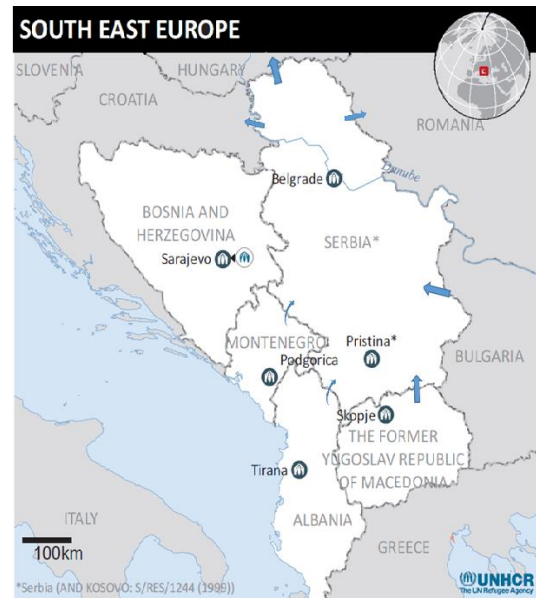 SOUTH EAST EUROPE
SLOVENIA
HUNGARY
CROATIA
ROMANIA
Danube
Belgrade
BOSNIA AND
HERZEGOVINA
SERBIA*
Sarajevo
MONTENEGRO
Pristina*
Podgorica
BULGARIA
Skopje
THE FORMER
YUGOSLAV REPUBLIC
OF MACEDONIA
Tirana
ITALY
ALBANIA
100km
GREECE
*Serbia (AND KOSOVO: S/RES/1244 (1999))
UNHCR
The UN Refugee Agency